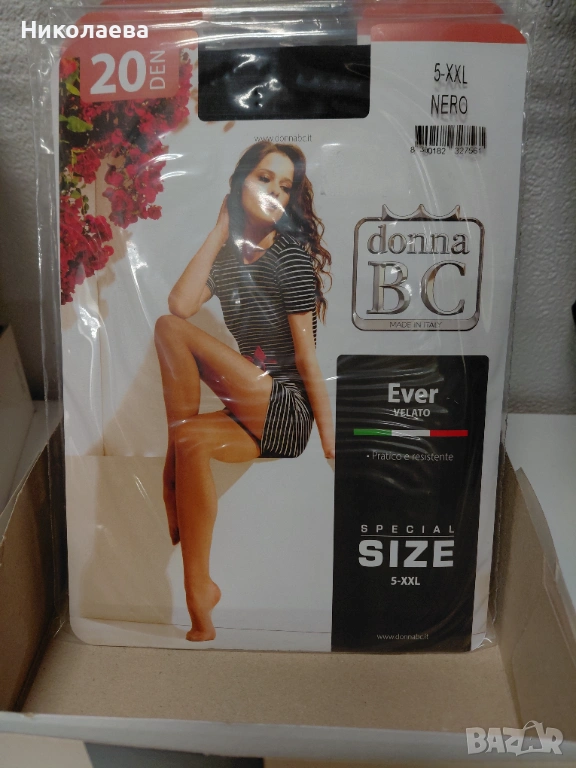 Николаева
20 DEN
5-XXL
NERO
www.donnabc.it
donna
BC
MADE IN ITALY
Ever
VELATO
• Pratico e resistente
SPECIAL
SIZE
5-XXL
www.donnabc.it
BAZAR